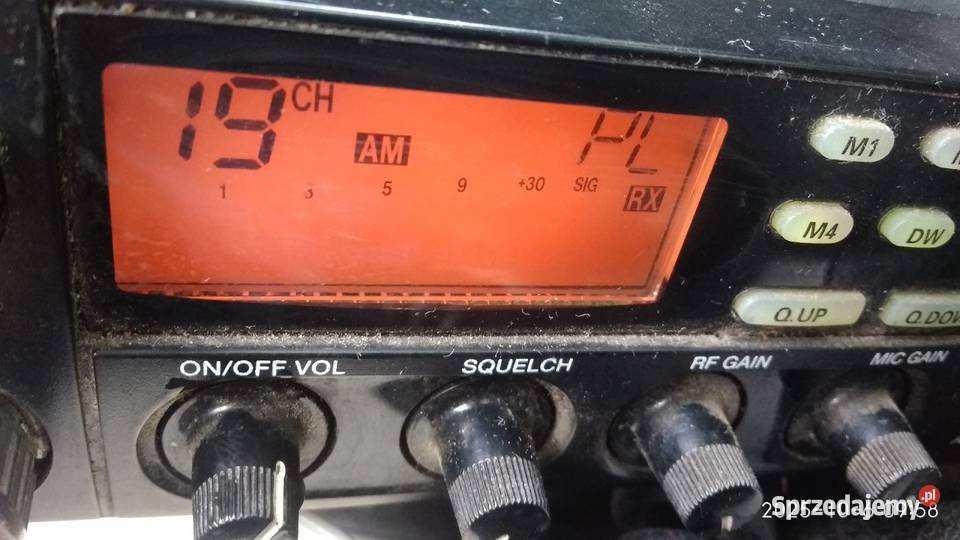 19 CH
AM
PL
1 3 5 9 +30 SIG
RX
M1
M4 DW
Q.UP
ON/OFF VOL SQUELCH RF GAIN MIC GAIN
Sprzedajemy.pl